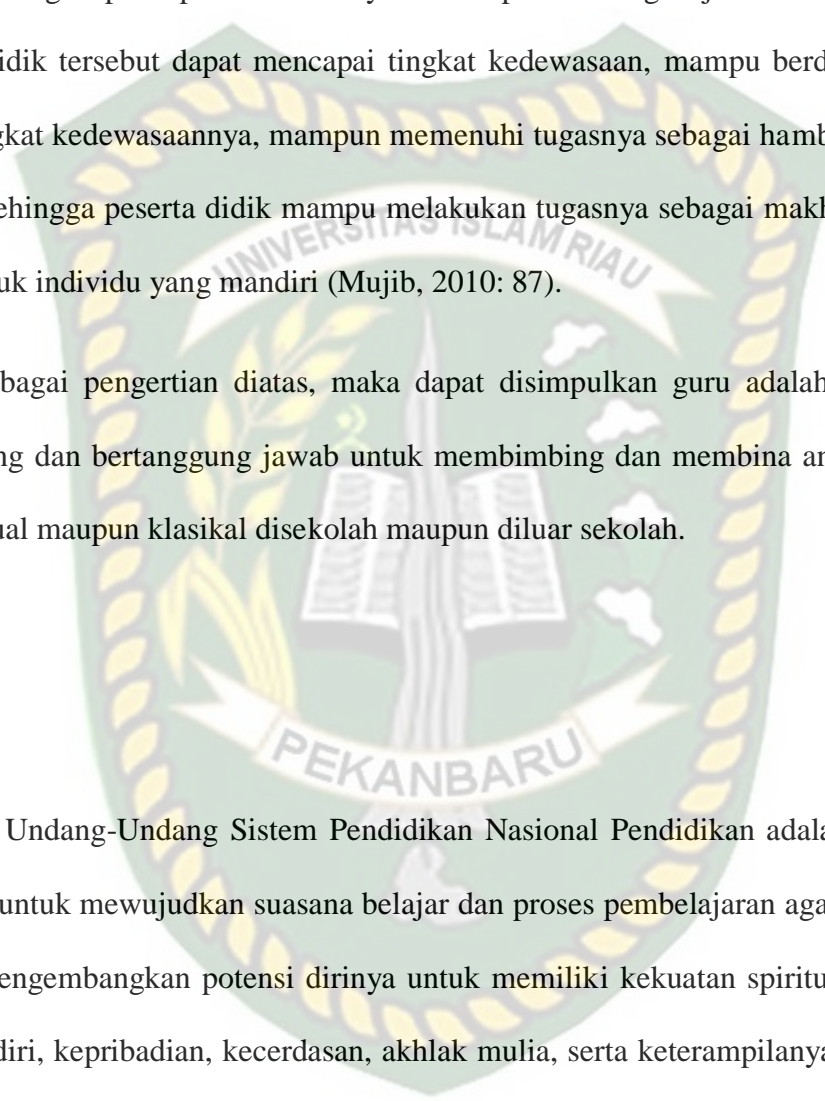 idik tersebut dapat mencapai tingkat kedewasaan, mampu berd
gkat kedewasaannya, mampun memenuhi tugasnya sebagai hamb
ehingga peserta didik mampu melakukan tugasnya sebagai makh
UNIVERSITAS ISLAM RIAU
uk individu yang mandiri (Mujib, 2010: 87).
bagai pengertian diatas, maka dapat disimpulkan guru adalah
ng dan bertanggung jawab untuk membimbing dan membina an
ual maupun klasikal disekolah maupun diluar sekolah.
PEKANBARU
Undang-Undang Sistem Pendidikan Nasional Pendidikan adala
untuk mewujudkan suasana belajar dan proses pembelajaran aga
engembangkan potensi dirinya untuk memiliki kekuatan spiritu
diri, kepribadian, kecerdasan, akhlak mulia, serta keterampilanya